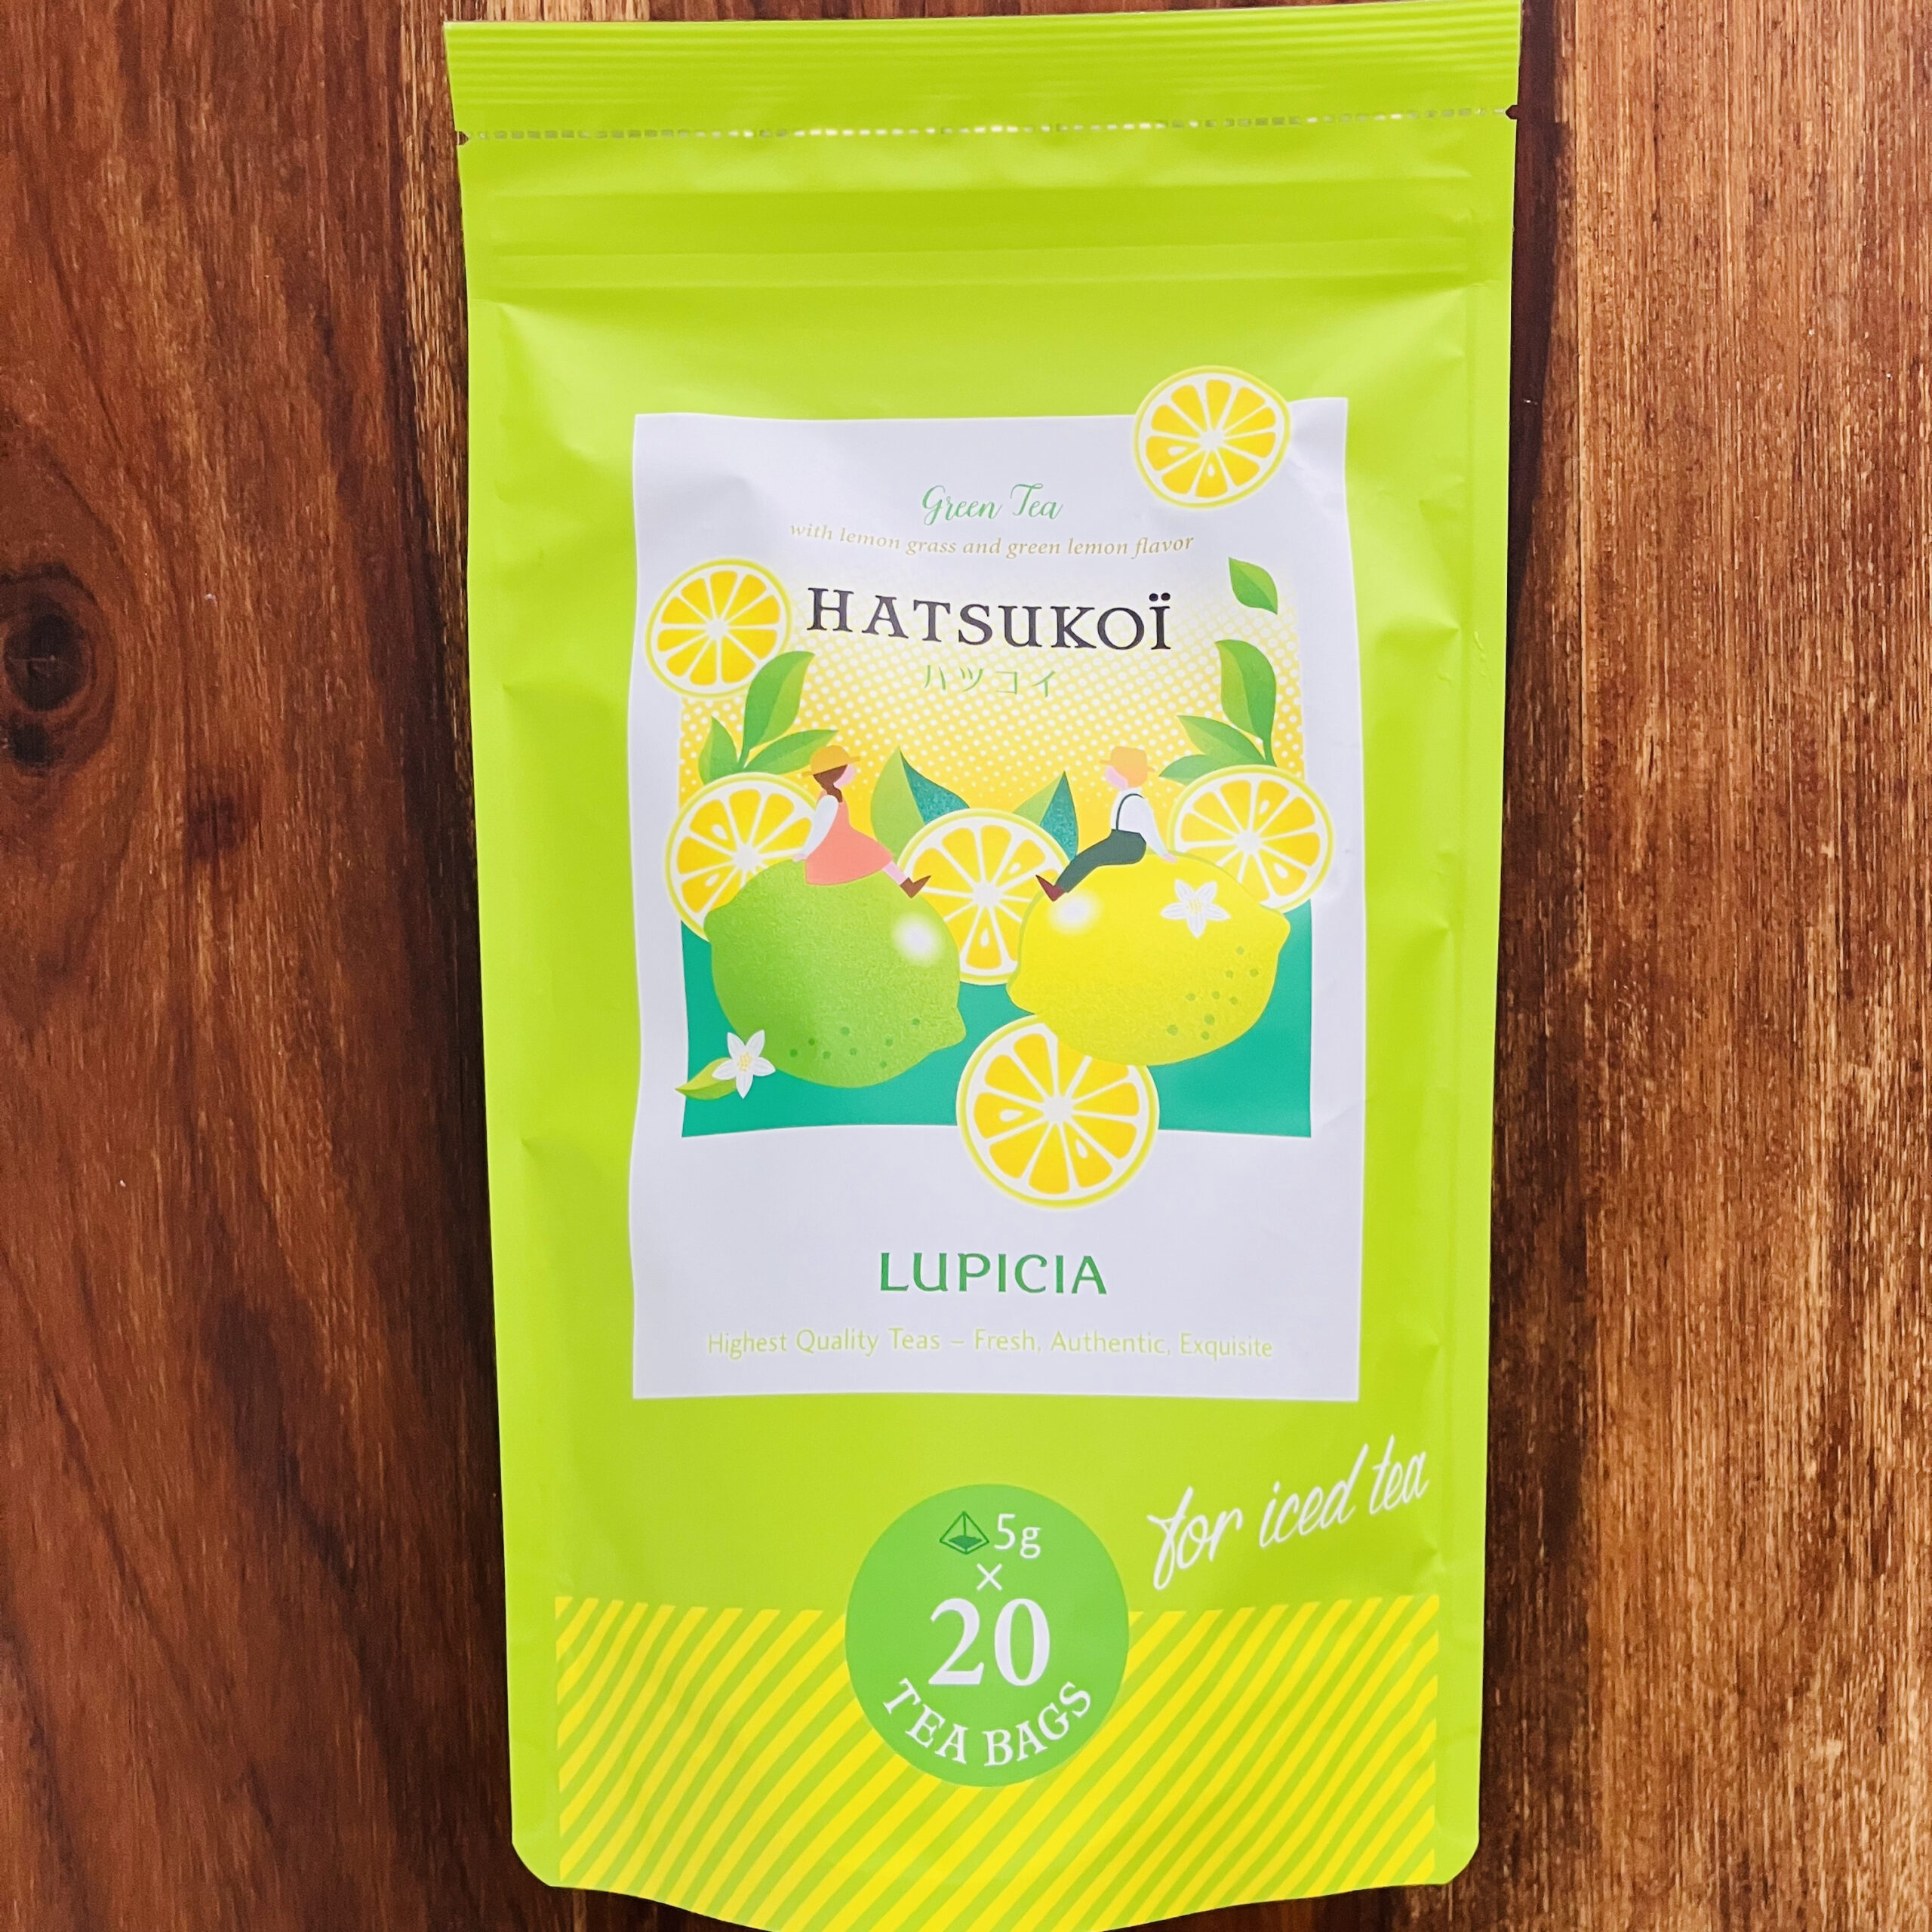 Green Tea
with lemon grass and green lemon flavor
HATSUKOÏ
ハツコイ
LUPICIA
Highest Quality Teas – Fresh, Authentic, Exquisite
for iced tea
5g
×
20
TEA BAGS